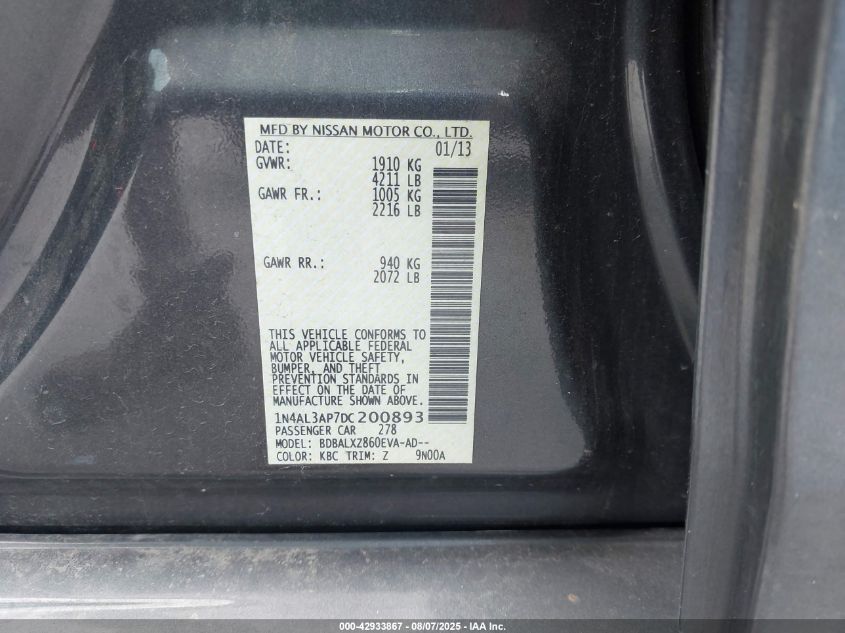 MFD BY NISSAN MOTOR CO., LTD.
DATE: 01/13
GVWR: 1910 KG
4211 LB
GAWR FR.: 1005 KG
2216 LB
GAWR RR.: 940 KG
2072 LB
THIS VEHICLE CONFORMS TO
ALL APPLICABLE FEDERAL
MOTOR VEHICLE SAFETY,
BUMPER, AND THEFT
PREVENTION STANDARDS IN
EFFECT ON THE DATE OF
MANUFACTURE SHOWN ABOVE.
1N4AL3AP7DC200893
PASSENGER CAR 278
MODEL: BDBALXZ860EVA-AD--
COLOR: KBC TRIM: Z 9N00A
000-42933867 - 08/07/2025 - IAA Inc.